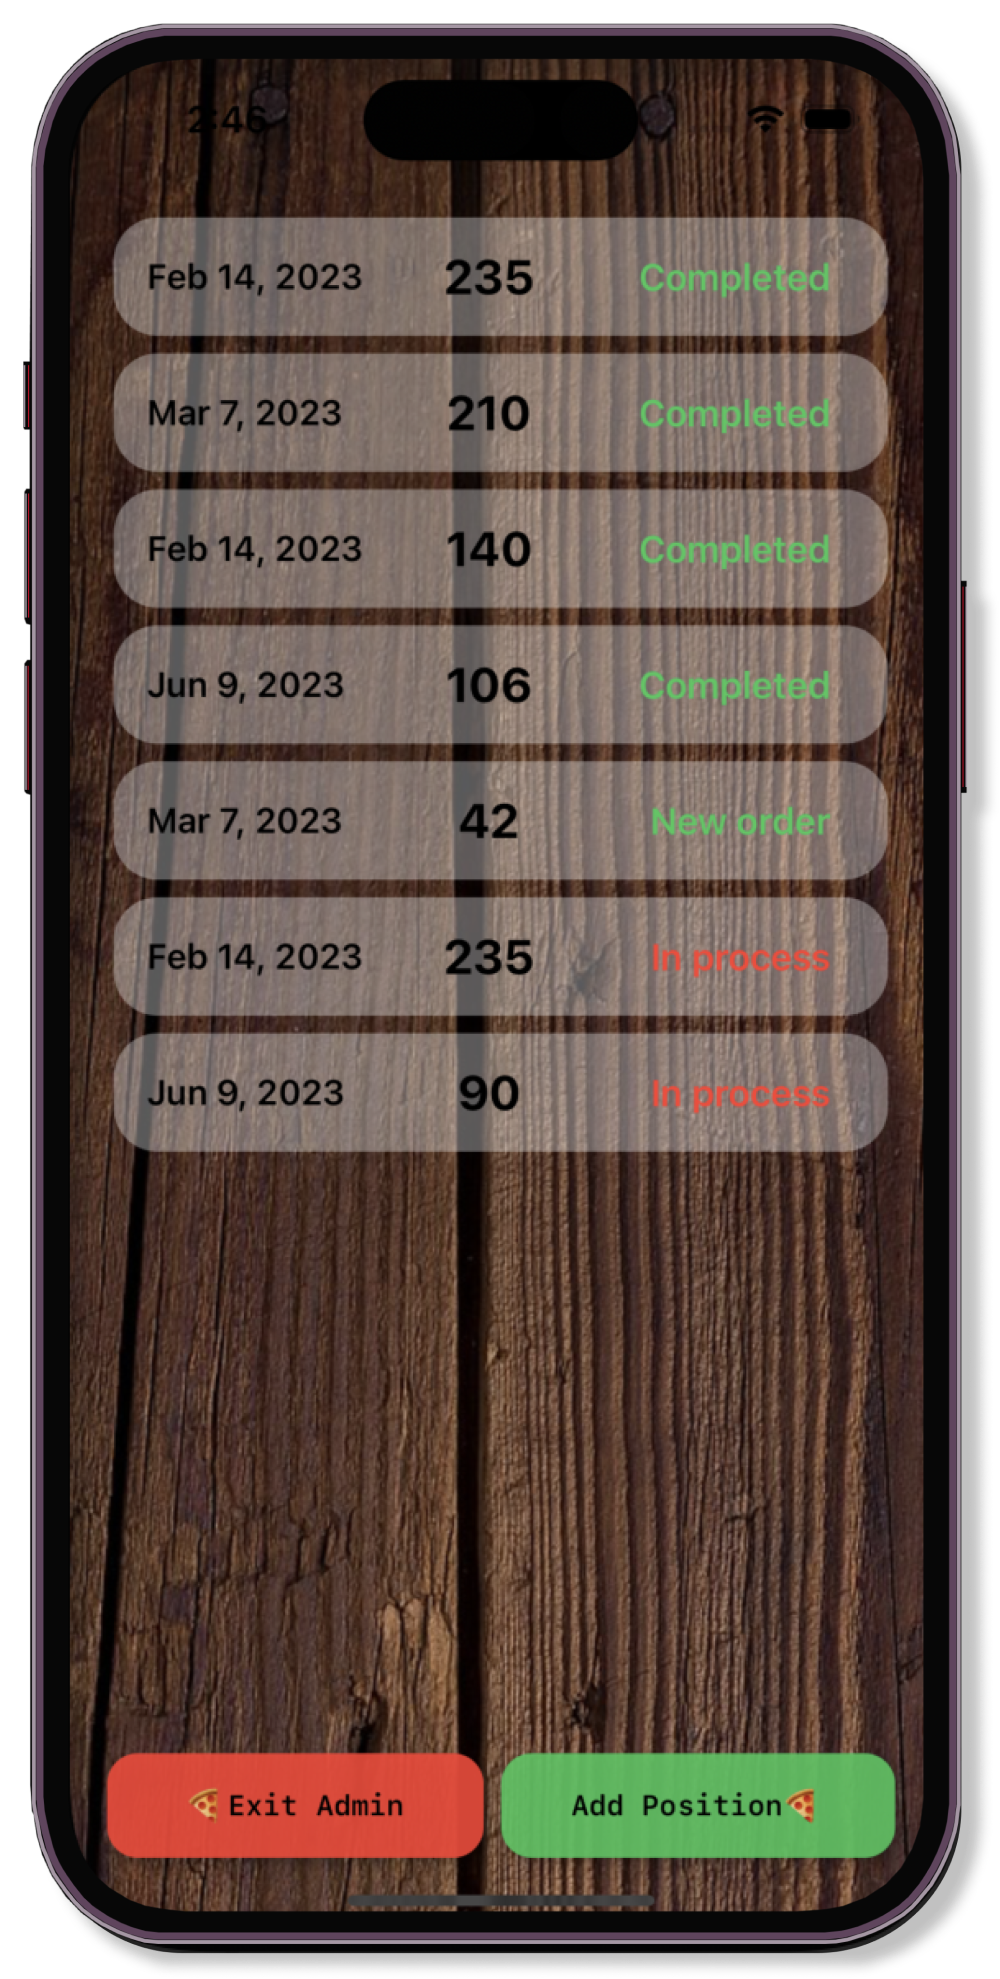 2:46
Feb 14, 2023 235 Completed
Mar 7, 2023 210 Completed
Feb 14, 2023 140 Completed
Jun 9, 2023 106 Completed
Mar 7, 2023 42 New order
Feb 14, 2023 235 In process
Jun 9, 2023 90 In process
🍕Exit Admin Add Position🍕